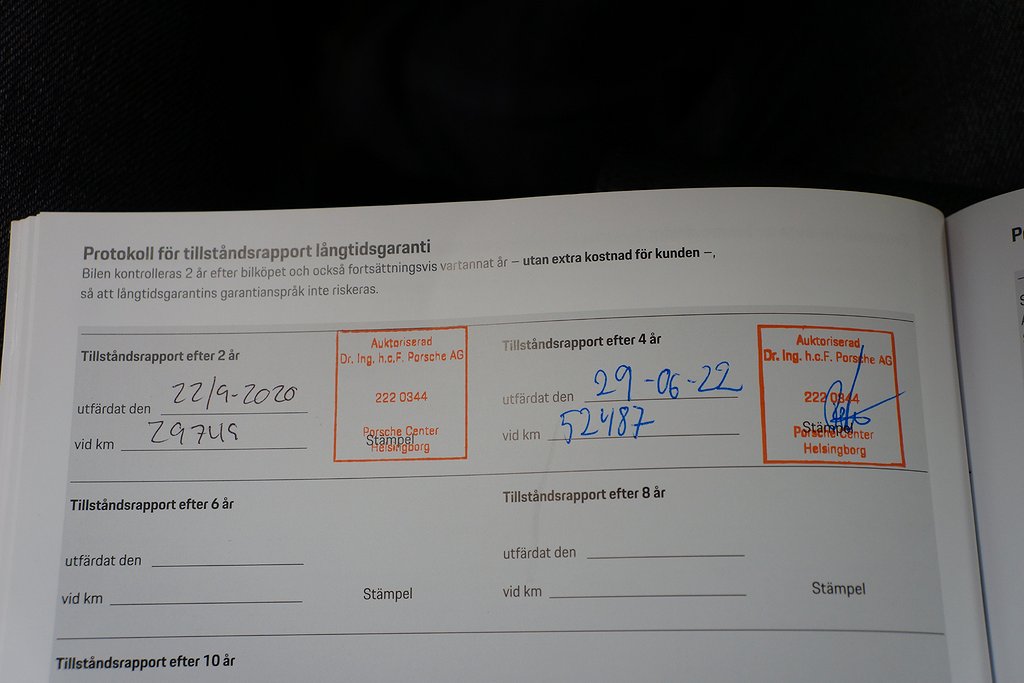 Protokoll för tillståndsrapport långtidsgaranti
Bilen kontrolleras 2 år efter bilköpet och också fortsättningsvis vartannat år – utan extra kostnad för kunden –,
så att långtidsgarantins garantianspråk inte riskeras.
Tillståndsrapport efter 2 år
utfärdat den 22/9-2020
vid km 29749
Auktoriserad
Dr. Ing. h.c.F. Porsche AG
222 0344
Porsche Center
Stämpel
Helsingborg
Tillståndsrapport efter 4 år
utfärdat den 29-06-22
vid km 52487
Auktoriserad
Dr. Ing. h.c.F. Porsche AG
222 0344
Stämpel
Porsche Center
Helsingborg
Tillståndsrapport efter 6 år
utfärdat den
vid km
Stämpel
Tillståndsrapport efter 8 år
utfärdat den
vid km
Stämpel
Tillståndsrapport efter 10 år